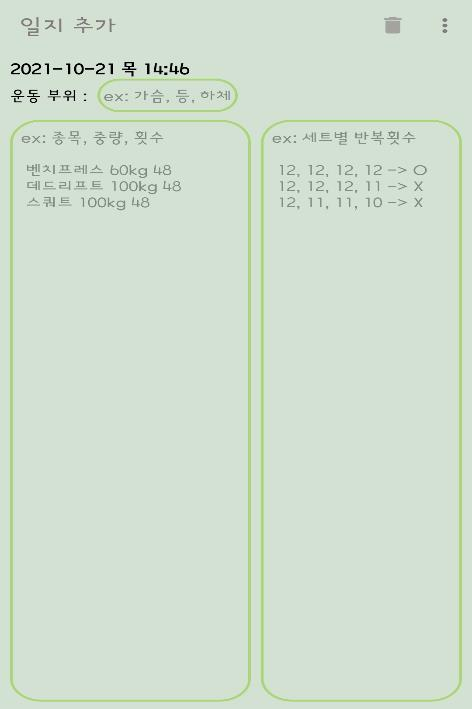 일지 추가
2021-10-21 목 14:46
운동 부위 : ex: 가슴, 등, 하체
ex: 종목, 중량, 횟수
벤치프레스 60kg 48
데드리프트 100kg 48
스쿼트 100kg 48
ex: 세트별 반복횟수
12, 12, 12, 12 -> O
12, 12, 12, 11 -> X
12, 11, 11, 10 -> X